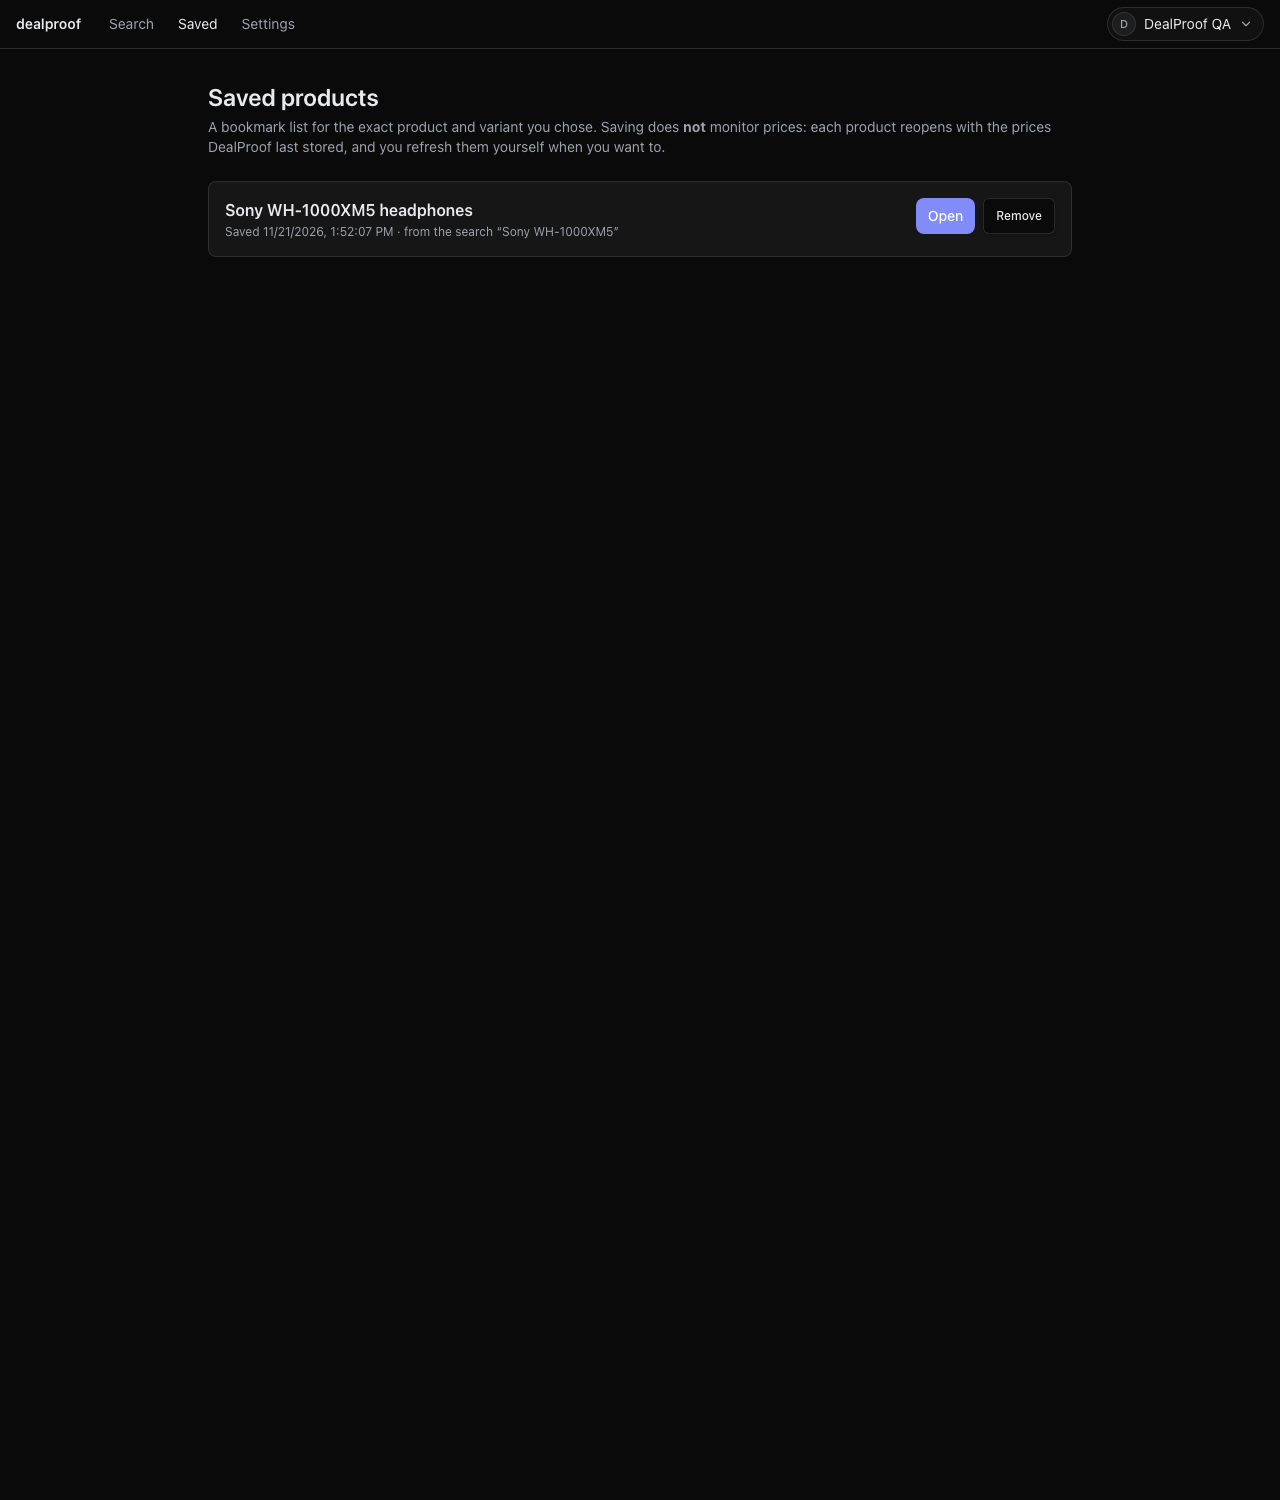 dealproof
Search
Saved
Settings
D
DealProof QA
Saved products
A bookmark list for the exact product and variant you chose. Saving does not monitor prices: each product reopens with the prices
DealProof last stored, and you refresh them yourself when you want to.
Sony WH-1000XM5 headphones
Saved 11/21/2026, 1:52:07 PM · from the search “Sony WH-1000XM5”
Open
Remove